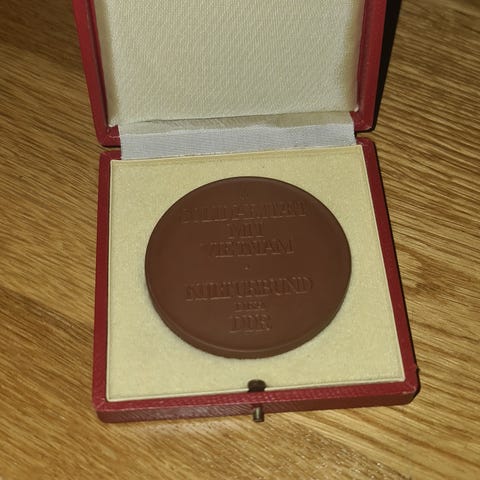 SOLIDARITÄT
MIT
VIETNAM
KULTURBUND
DER
DDR